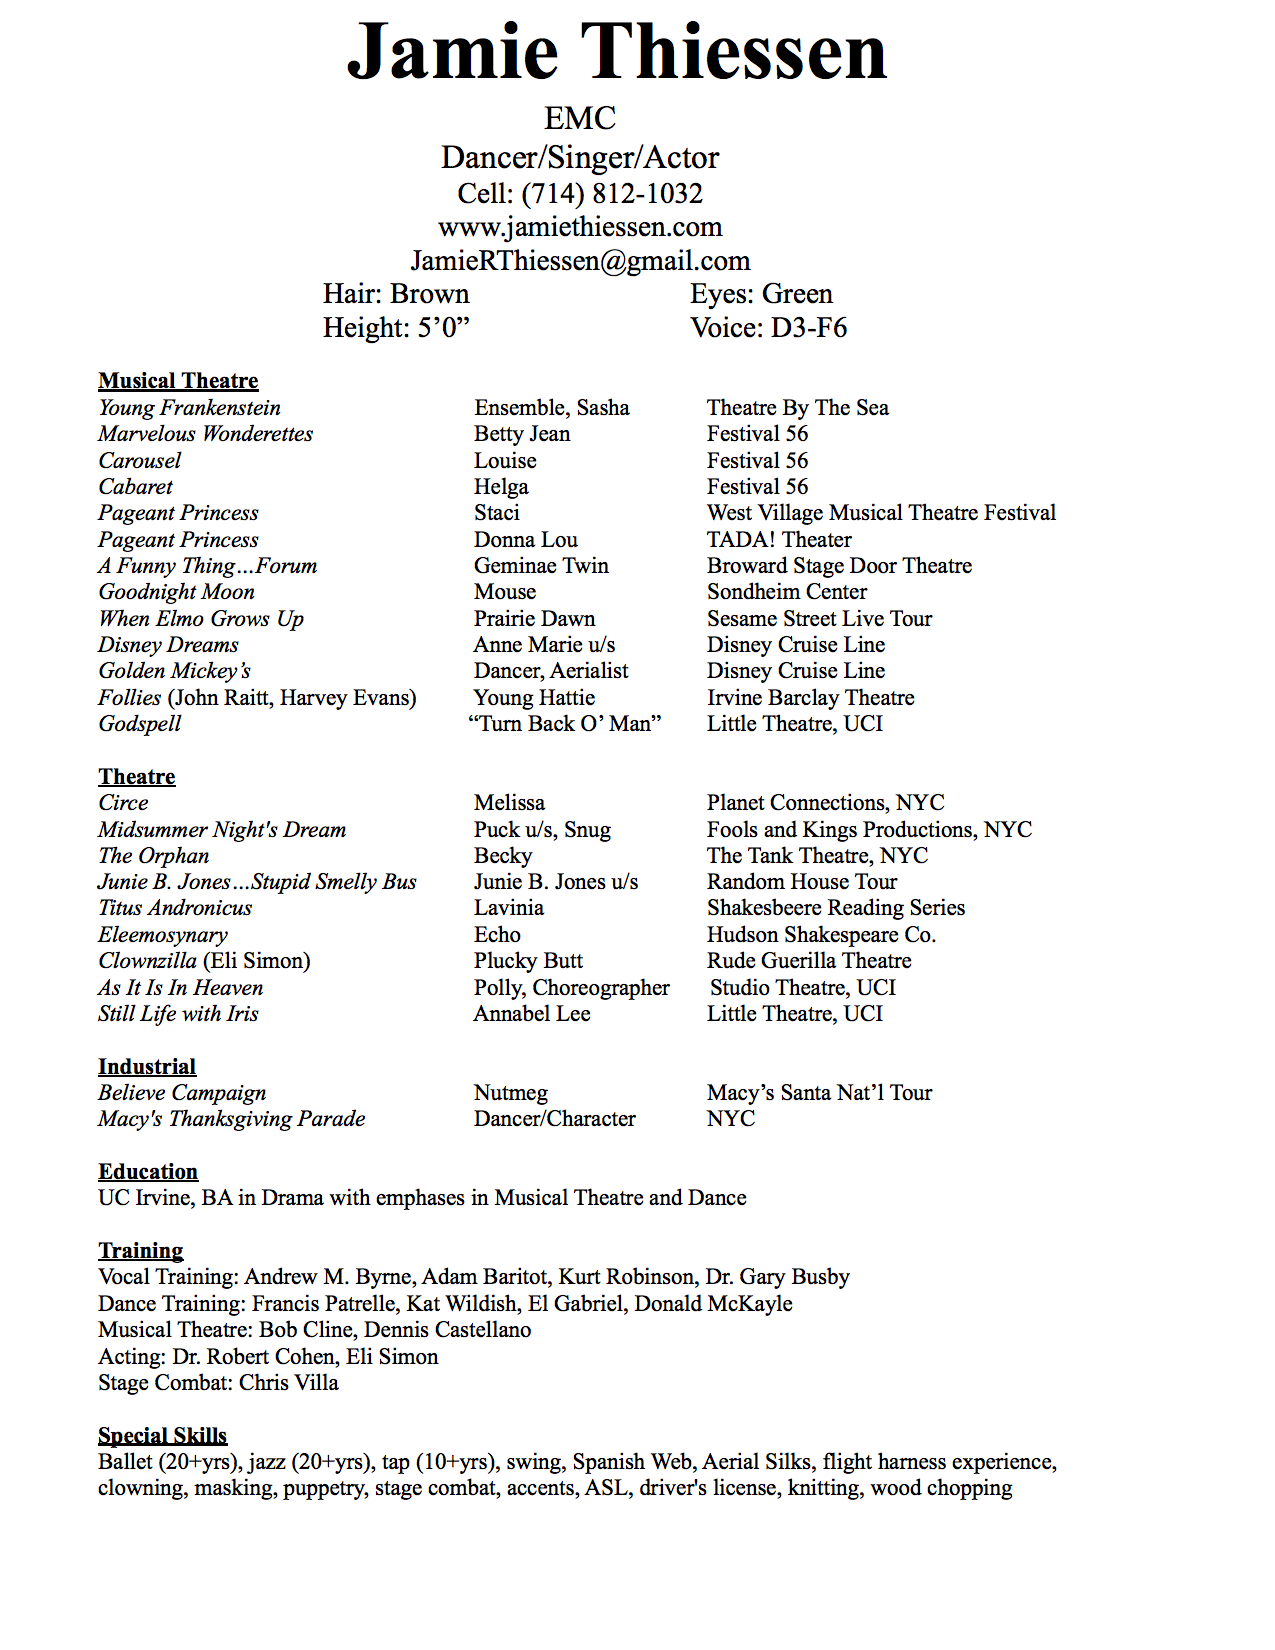 Jamie Thiessen
EMC
Dancer/Singer/Actor
Cell: (714) 812-1032
www.jamiethiessen.com
JamieRThiessen@gmail.com
Hair: Brown Eyes: Green
Height: 5’0” Voice: D3-F6
Musical Theatre
Young Frankenstein Ensemble, Sasha Theatre By The Sea
Marvelous Wonderettes Betty Jean Festival 56
Carousel Louise Festival 56
Cabaret Helga Festival 56
Pageant Princess Staci West Village Musical Theatre Festival
Pageant Princess Donna Lou TADA! Theater
A Funny Thing…Forum Geminae Twin Broward Stage Door Theatre
Goodnight Moon Mouse Sondheim Center
When Elmo Grows Up Prairie Dawn Sesame Street Live Tour
Disney Dreams Anne Marie u/s Disney Cruise Line
Golden Mickey’s Dancer, Aerialist Disney Cruise Line
Follies (John Raitt, Harvey Evans) Young Hattie Irvine Barclay Theatre
Godspell “Turn Back O’ Man” Little Theatre, UCI
Theatre
Circe Melissa Planet Connections, NYC
Midsummer Night's Dream Puck u/s, Snug Fools and Kings Productions, NYC
The Orphan Becky The Tank Theatre, NYC
Junie B. Jones…Stupid Smelly Bus Junie B. Jones u/s Random House Tour
Titus Andronicus Lavinia Shakesbeere Reading Series
Eleemosynary Echo Hudson Shakespeare Co.
Clownzilla (Eli Simon) Plucky Butt Rude Guerilla Theatre
As It Is In Heaven Polly, Choreographer Studio Theatre, UCI
Still Life with Iris Annabel Lee Little Theatre, UCI
Industrial
Believe Campaign Nutmeg Macy’s Santa Nat’l Tour
Macy's Thanksgiving Parade Dancer/Character NYC
Education
UC Irvine, BA in Drama with emphases in Musical Theatre and Dance
Training
Vocal Training: Andrew M. Byrne, Adam Baritot, Kurt Robinson, Dr. Gary Busby
Dance Training: Francis Patrelle, Kat Wildish, El Gabriel, Donald McKayle
Musical Theatre: Bob Cline, Dennis Castellano
Acting: Dr. Robert Cohen, Eli Simon
Stage Combat: Chris Villa
Special Skills
Ballet (20+yrs), jazz (20+yrs), tap (10+yrs), swing, Spanish Web, Aerial Silks, flight harness experience,
clowning, masking, puppetry, stage combat, accents, ASL, driver's license, knitting, wood chopping